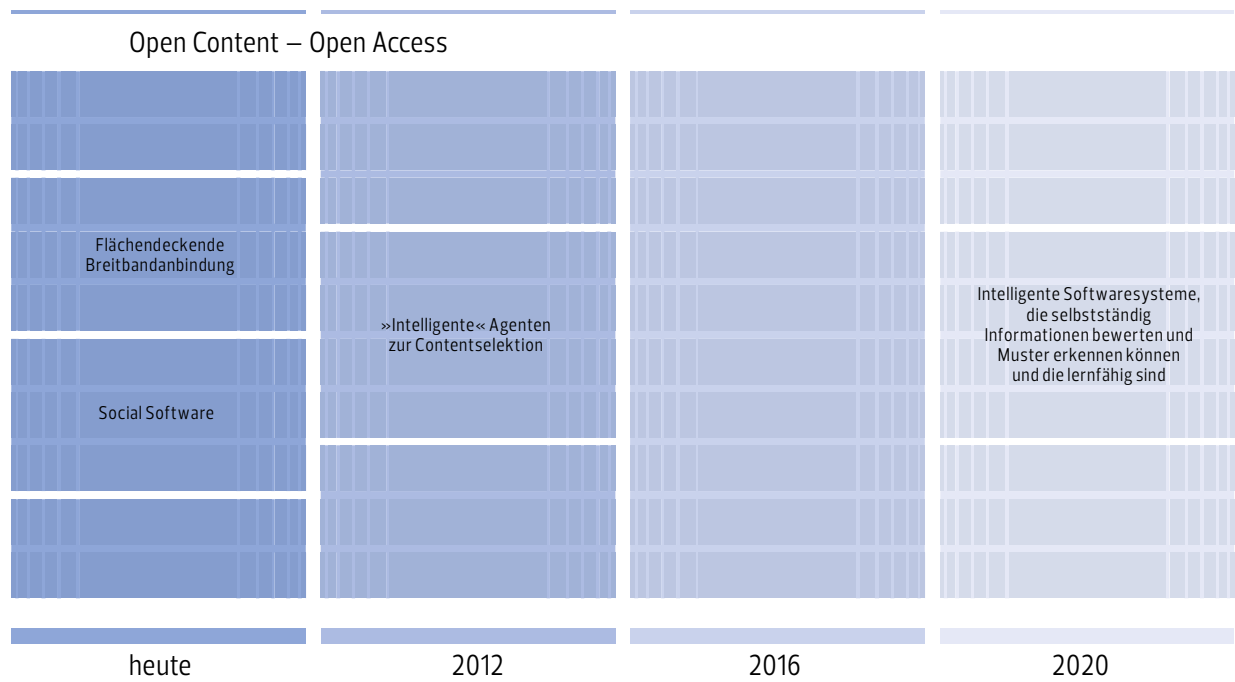 Open Content – Open Access
Flächendeckende
Breitbandanbindung
Social Software
»Intelligente« Agenten
zur Contentselektion
Intelligente Softwaresysteme,
die selbstständig
Informationen bewerten und
Muster erkennen können
und die lernfähig sind
heute
2012
2016
2020